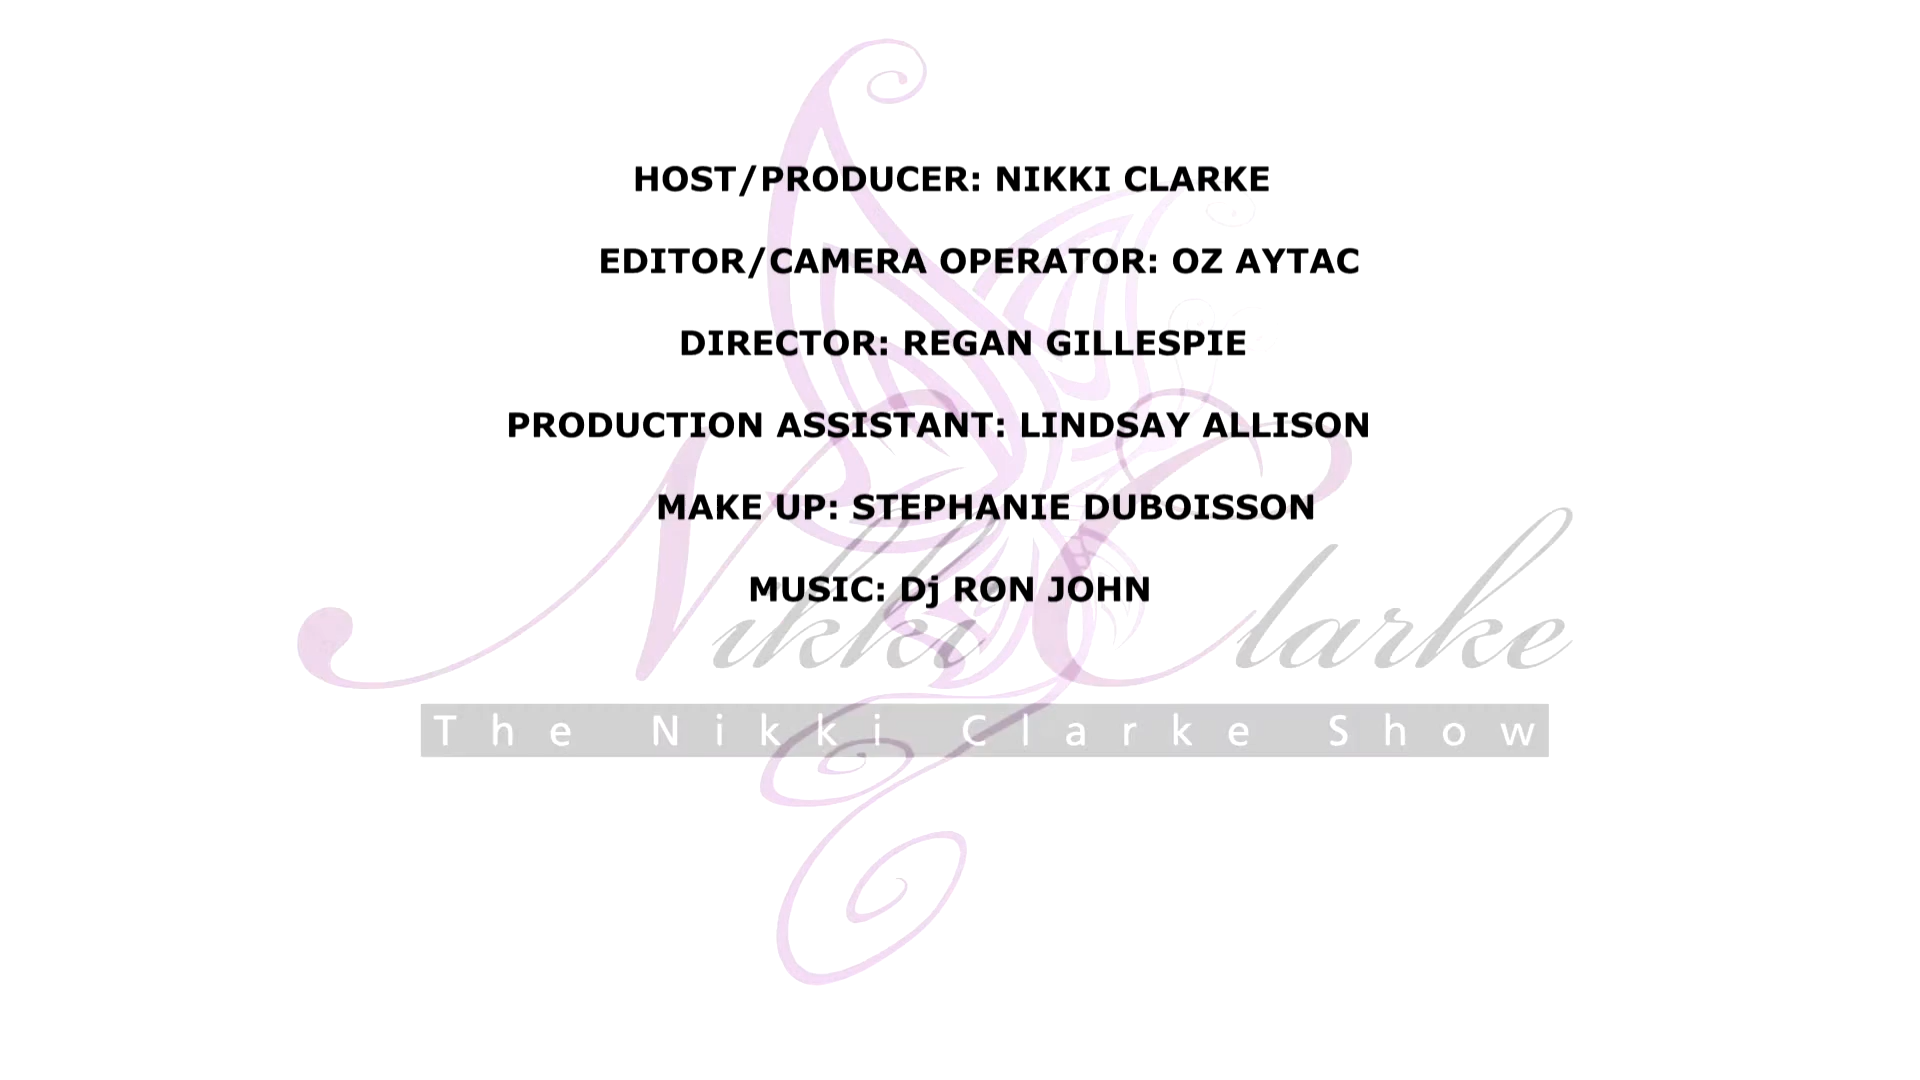 HOST/PRODUCER: NIKKI CLARKE
EDITOR/CAMERA OPERATOR: OZ AYTAC
DIRECTOR: REGAN GILLESPIE
PRODUCTION ASSISTANT: LINDSAY ALLISON
MAKE UP: STEPHANIE DUBOISSON
MUSIC: Dj RON JOHN
Nikki Clarke
The Nikki Clarke Show